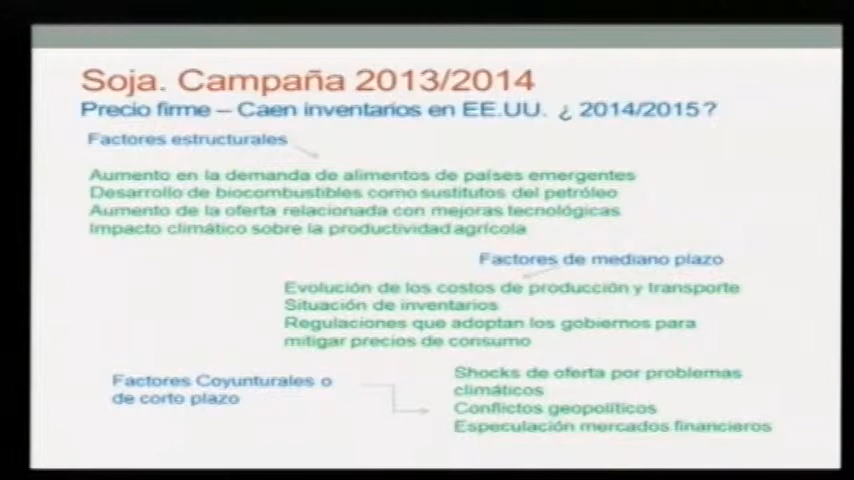 Soja. Campaña 2013/2014
Precio firme – Caen inventarios en EE.UU. ¿ 2014/2015?
Factores estructurales
Aumento en la demanda de alimentos de países emergentes
Desarrollo de biocombustibles como sustitutos del petróleo
Aumento de la oferta relacionada con mejoras tecnológicas
Impacto climático sobre la productividad agrícola
Factores de mediano plazo
Evolución de los costos de producción y transporte
Situación de inventarios
Regulaciones que adoptan los gobiernos para
mitigar precios de consumo
Factores Coyunturales o
de corto plazo
Shocks de oferta por problemas
climáticos
Conflictos geopolíticos
Especulación mercados financieros